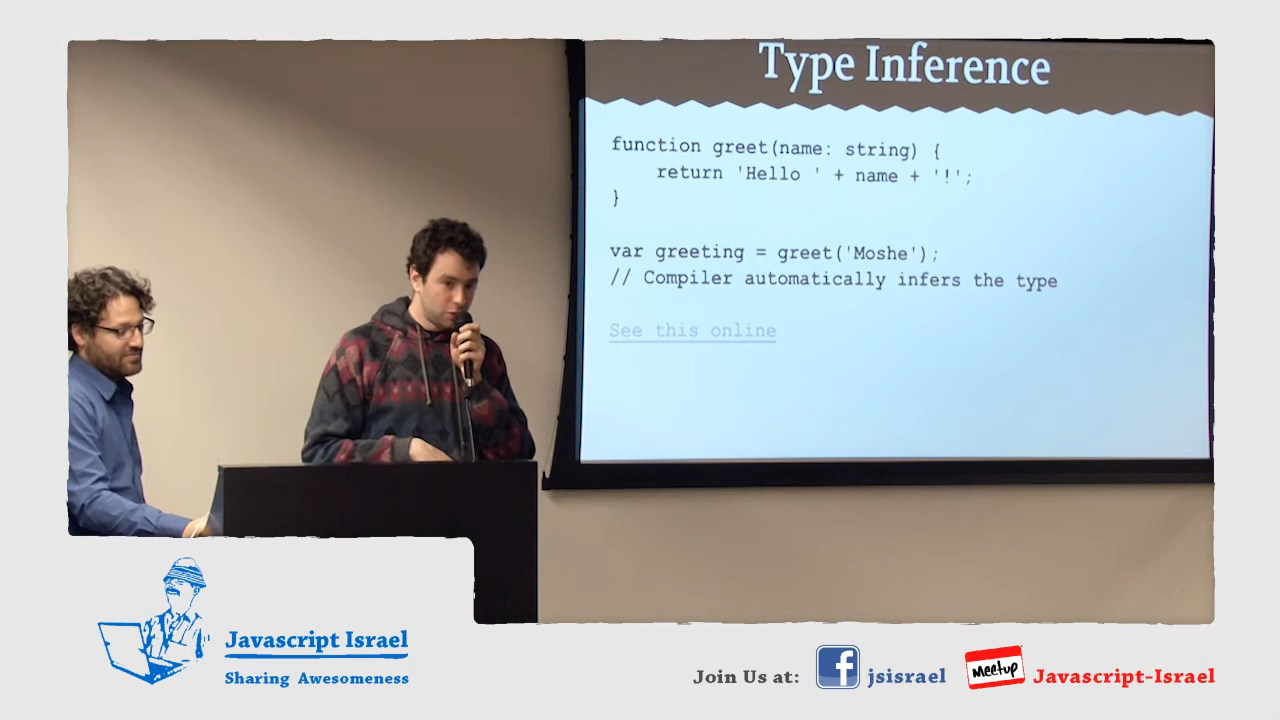 Type Inference
function greet(name: string) {
return 'Hello ' + name + '!';
}
var greeting = greet('Moshe');
// Compiler automatically infers the type
See this online
Javascript Israel
Sharing Awesomeness
Join Us at:
f
jsisrael
Meetup
Javascript-Israel